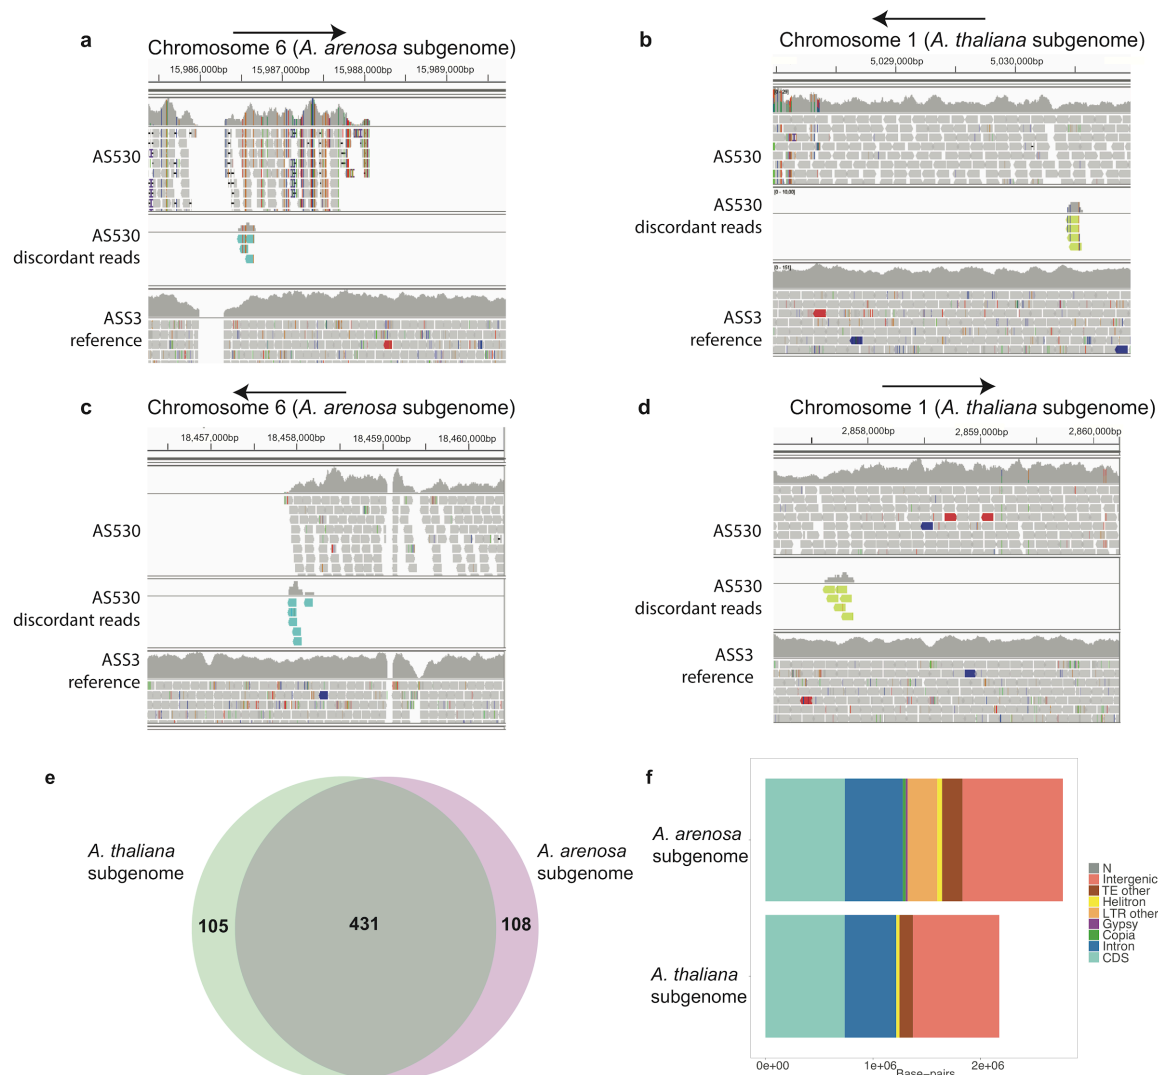 a
Chromosome 6 (A. arenosa subgenome)
15,986,000bp 15,987,000bp 15,988,000bp 15,989,000bp
AS530
AS530
discordant reads
ASS3
reference
b
Chromosome 1 (A. thaliana subgenome)
5,029,000bp 5,030,000bp
AS530
[0 - 10.00]
AS530
discordant reads
ASS3
reference
c
Chromosome 6 (A. arenosa subgenome)
18,457,000bp 18,458,000bp 18,459,000bp 18,460,000bp
AS530
AS530
discordant reads
ASS3
reference
d
Chromosome 1 (A. thaliana subgenome)
2,858,000bp 2,859,000bp 2,860,000bp
AS530
AS530
discordant reads
ASS3
reference
e
A. thaliana
subgenome
105
431
108
A. arenosa
subgenome
f
A. arenosa
subgenome
A. thaliana
subgenome
0e+00 1e+06 2e+06
Base-pairs
N
Intergenic
TE other
Helitron
LTR other
Gypsy
Copia
Intron
CDS